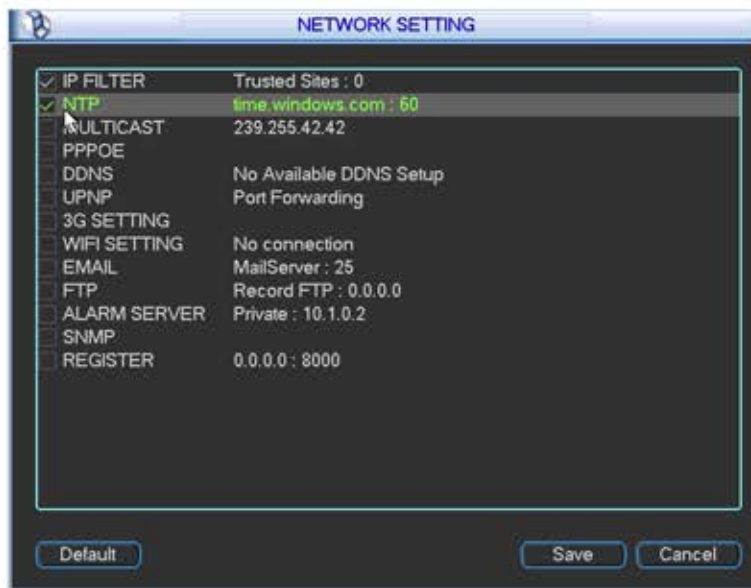 NETWORK SETTING
IP FILTER Trusted Sites : 0
NTP time.windows.com : 60
MULTICAST 239.255.42.42
PPPOE
DDNS No Available DDNS Setup
UPNP Port Forwarding
3G SETTING
WIFI SETTING No connection
EMAIL MailServer : 25
FTP Record FTP : 0.0.0.0
ALARM SERVER Private : 10.1.0.2
SNMP
REGISTER 0.0.0.0 : 8000
Default Save Cancel